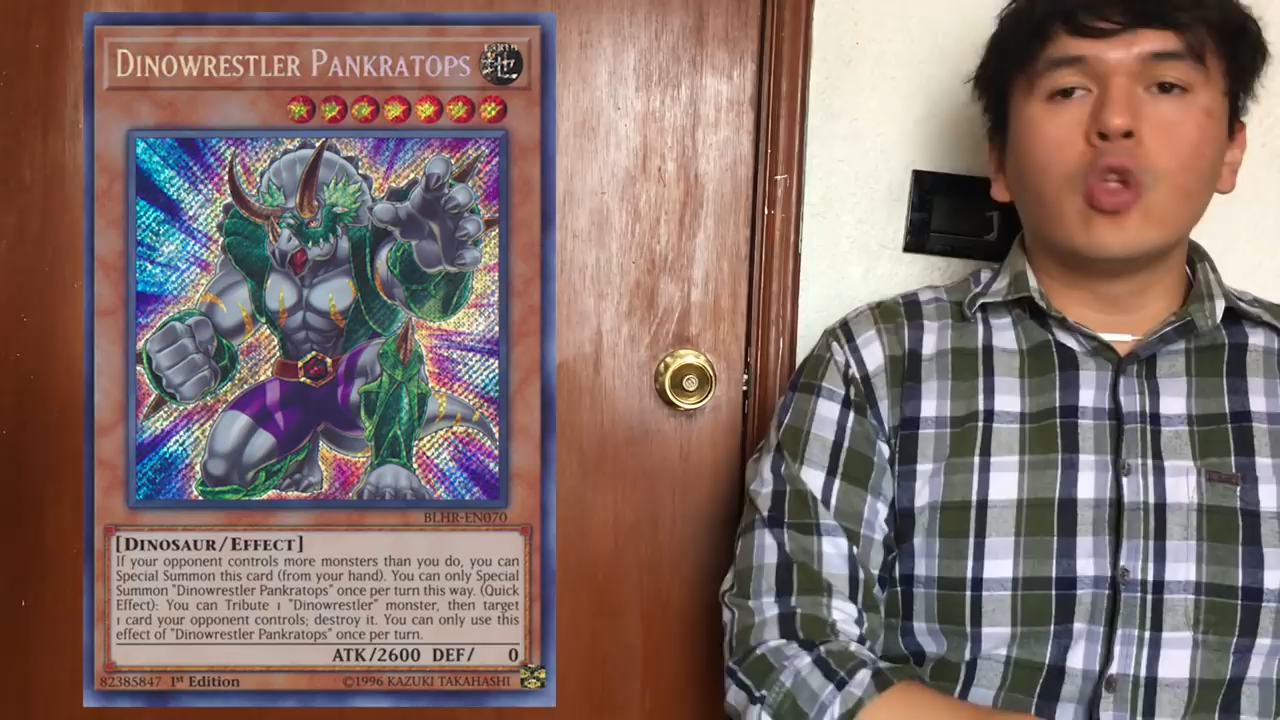 DINOWRESTLER PANKRATOPS
EARTH
地
BLHR-EN070
[DINOSAUR/EFFECT]
If your opponent controls more monsters than you do, you can
Special Summon this card (from your hand). You can only Special
Summon "Dinowrestler Pankratops" once per turn this way. (Quick
Effect): You can Tribute 1 "Dinowrestler" monster, then target
1 card your opponent controls; destroy it. You can only use this
effect of "Dinowrestler Pankratops" once per turn.
ATK/2600 DEF/ 0
82385847 1st Edition ©1996 KAZUKI TAKAHASHI